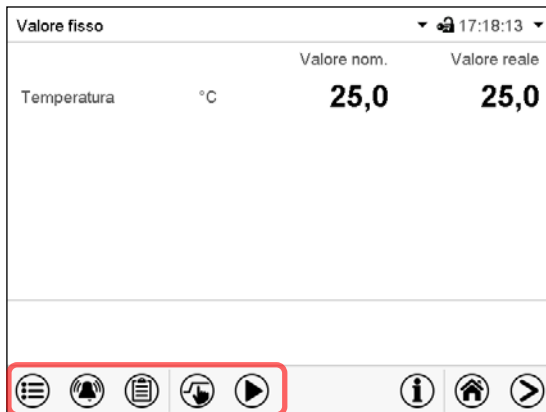 Valore fisso 17:18:13
Valore nom. Valore reale
Temperatura °C 25,0 25,0